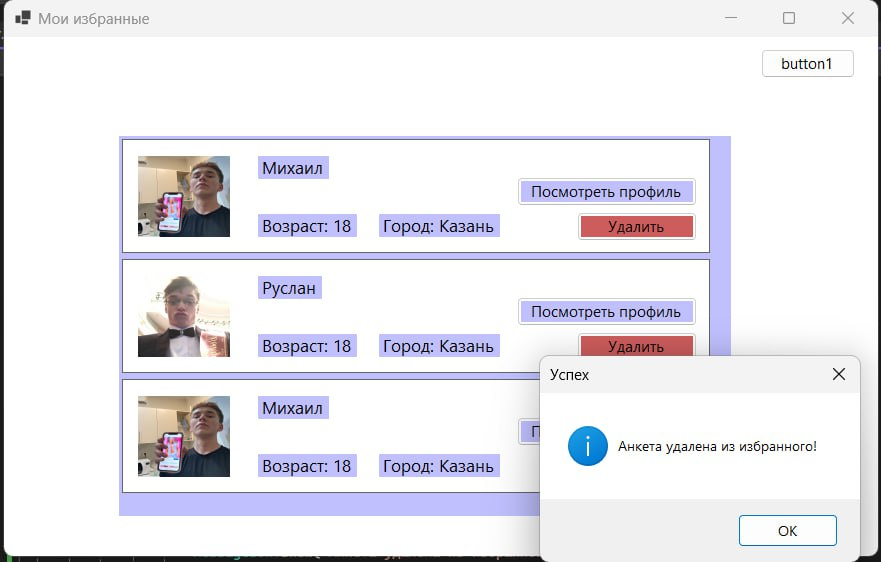 Мои избранные
button1
Михаил
Посмотреть профиль
Возраст: 18 Город: Казань Удалить
Руслан
Посмотреть профиль
Возраст: 18 Город: Казань Удалить
Михаил
Возраст: 18 Город: Казань
Успех
Анкета удалена из избранного!
OK